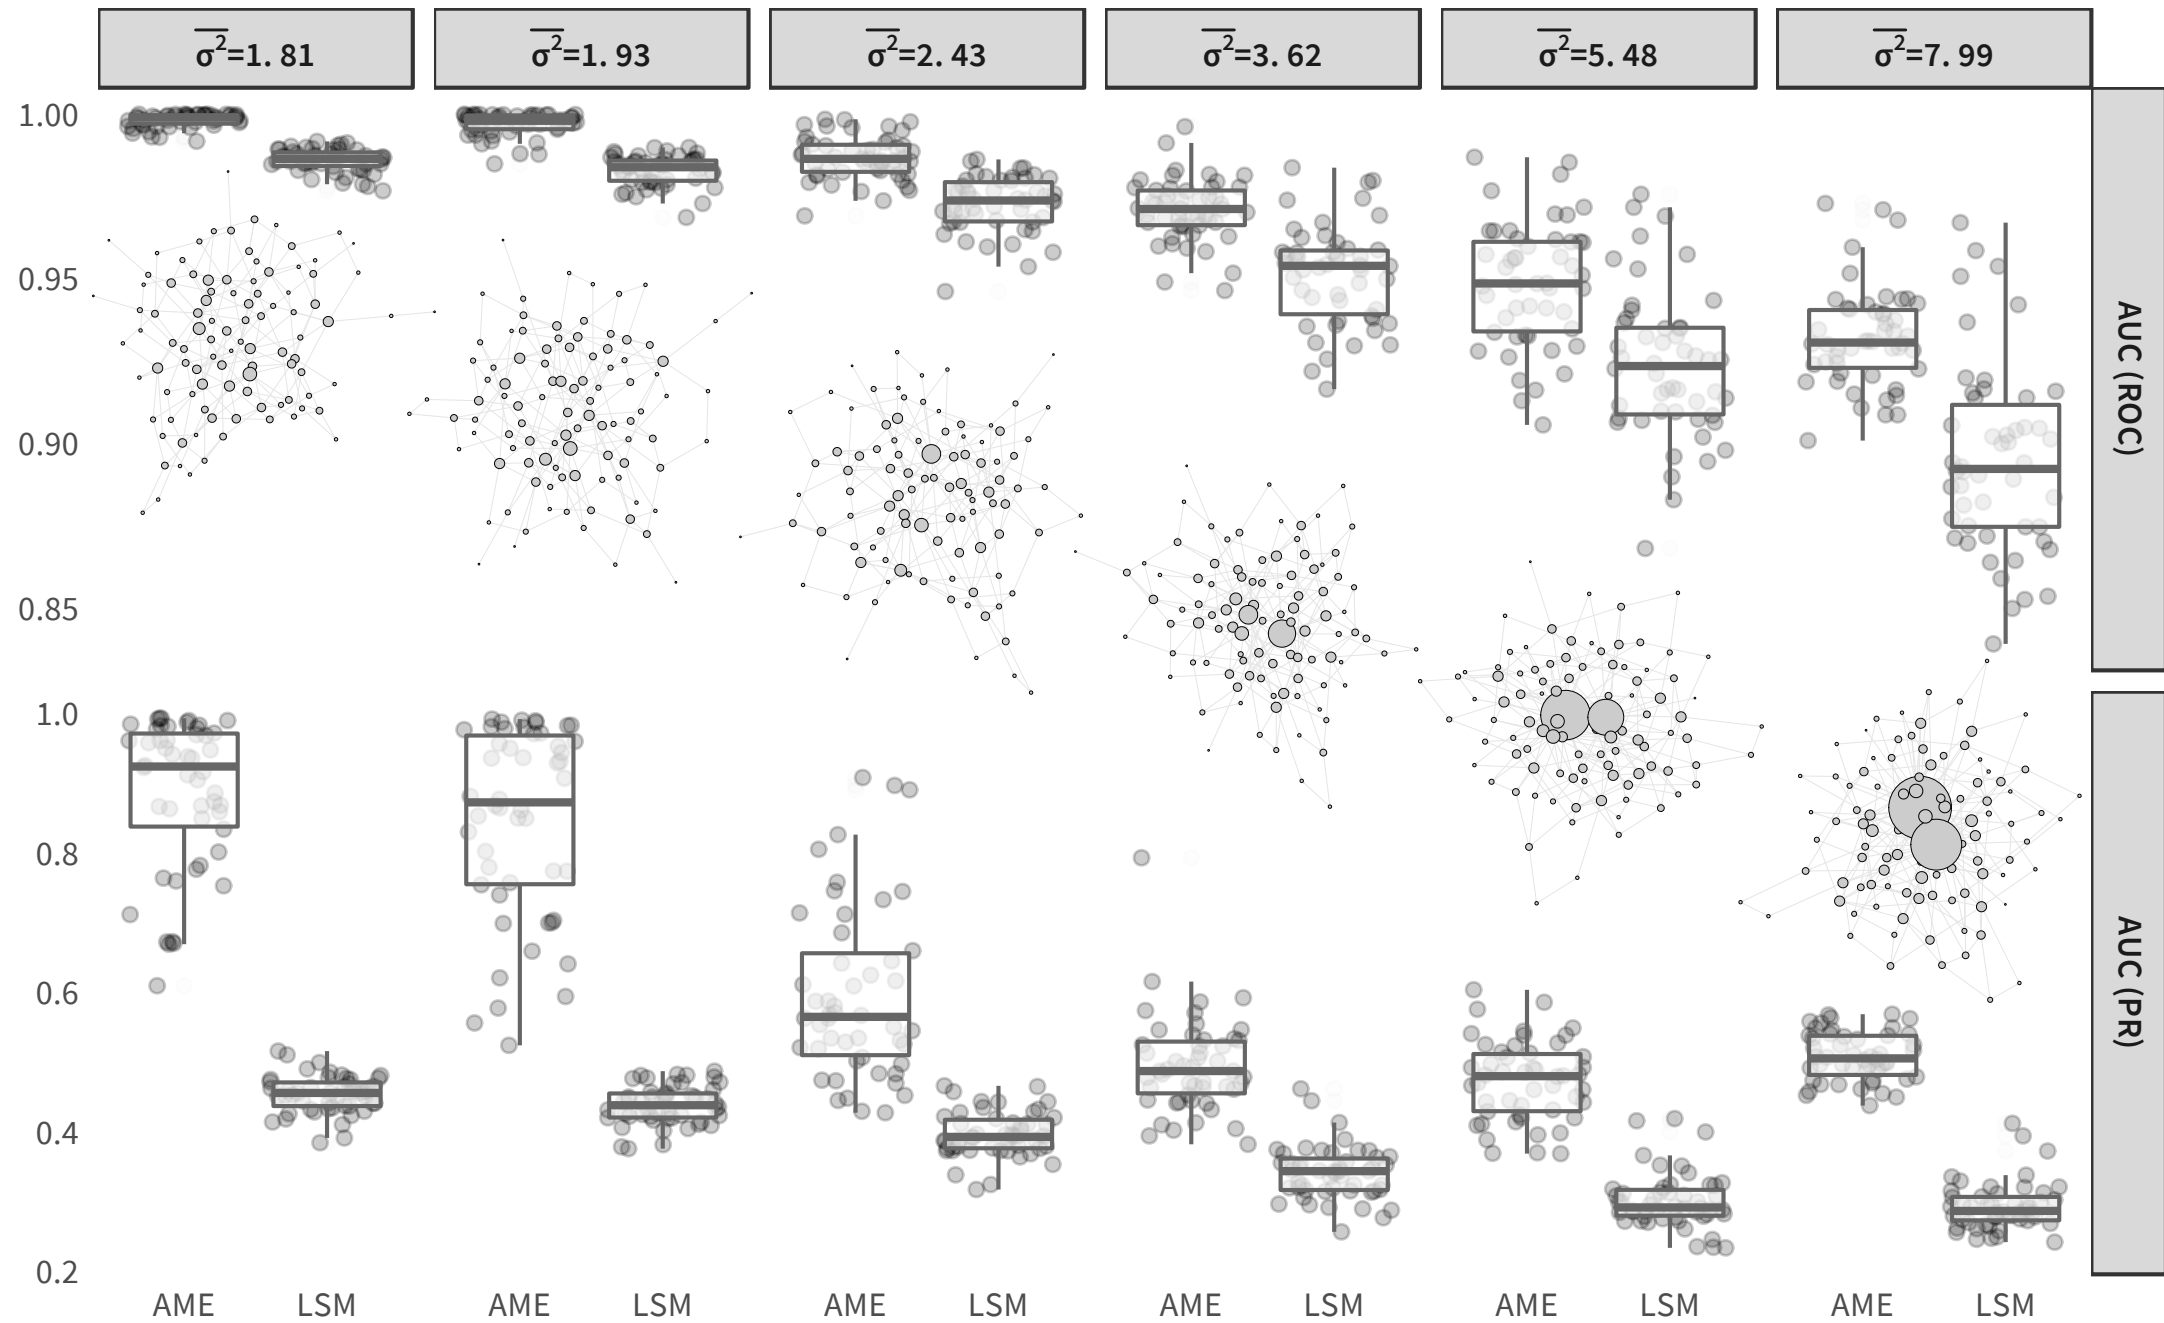 σ²=1.81 σ²=1.93 σ²=2.43 σ²=3.62 σ²=5.48 σ²=7.99
1.00
0.95
0.90
0.85
AUC (ROC)
1.0
0.8
0.6
0.4
0.2
AUC (PR)
AME LSM AME LSM AME LSM AME LSM AME LSM AME LSM